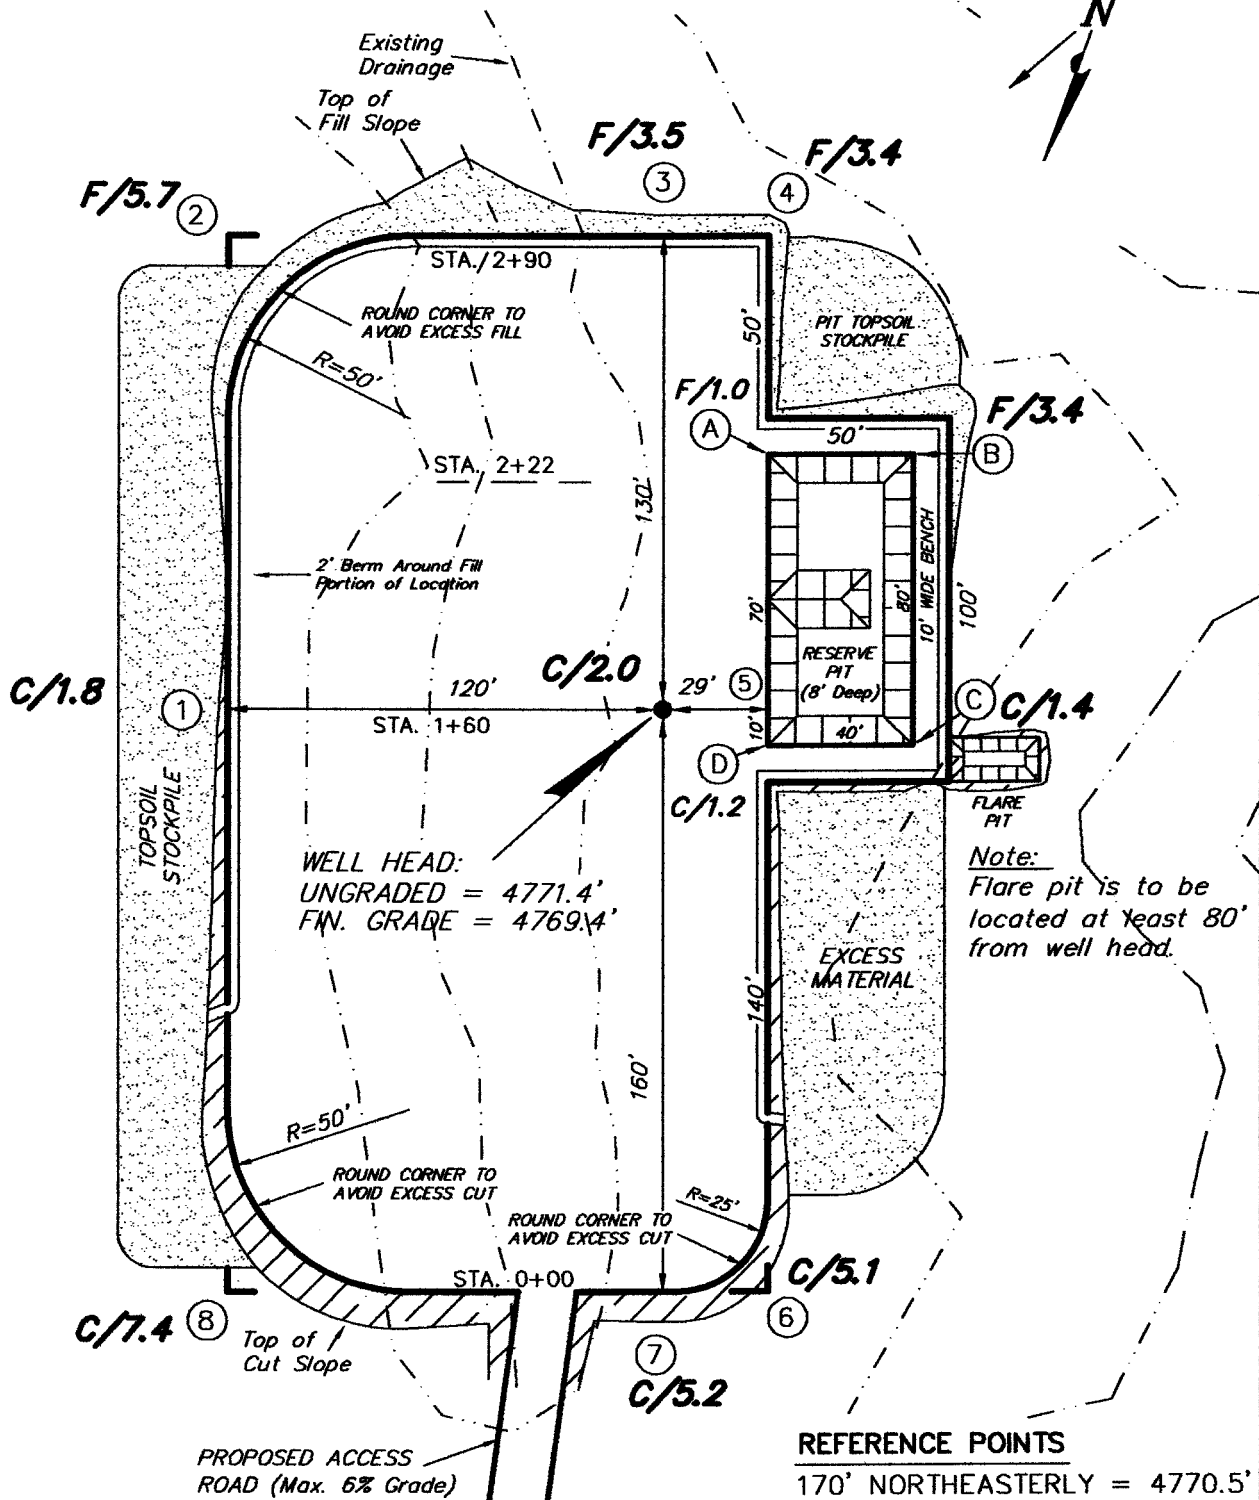 N
Existing
Drainage
Top of
Fill Slope
F/3.5
3
F/3.4
4
F/5.7
2
STA. 2+90
ROUND CORNER TO
AVOID EXCESS FILL
R=50'
50'
PIT TOPSOIL
STOCKPILE
F/1.0
A
50'
F/3.4
B
STA. 2+22
130'
2' Berm Around Fill
Portion of Location
10' WIDE BENCH
80'
100'
70'
RESERVE
PIT
(8' Deep)
C/2.0
C/1.8
1
120'
STA. 1+60
29'
5
10'
40'
C
C/1.4
D
C/1.2
FLARE
PIT
TOPSOIL
STOCKPILE
WELL HEAD:
UNGRADED = 4771.4'
FIN. GRADE = 4769.4'
Note:
Flare pit is to be
located at least 80'
from well head.
EXCESS
MATERIAL
140'
160'
R=50'
ROUND CORNER TO
AVOID EXCESS CUT
R=25'
ROUND CORNER TO
AVOID EXCESS CUT
STA. 0+00
C/5.1
6
C/7.4
8
Top of
Cut Slope
7
C/5.2
PROPOSED ACCESS
ROAD (Max. 6% Grade)
REFERENCE POINTS
170' NORTHEASTERLY = 4770.5'